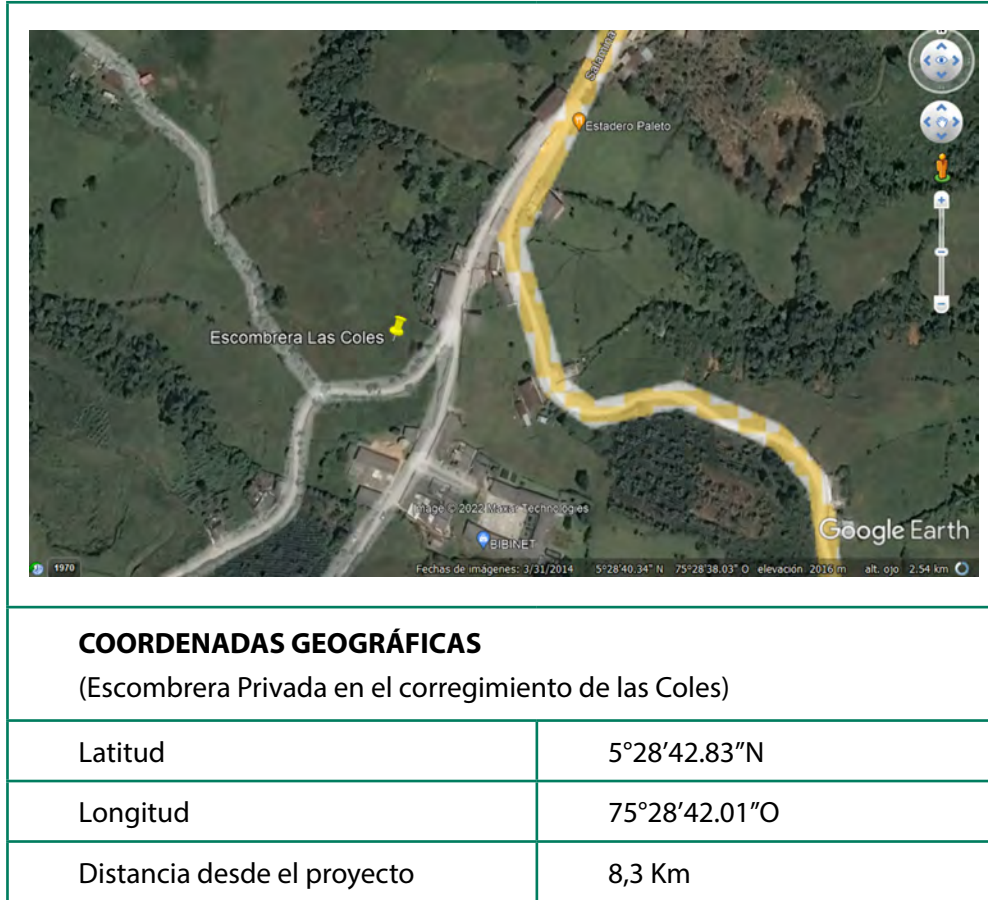 Salamina
Estadero Paleto
Escombrera Las Coles
Image © 2022 Maxar Technologies
BIBINET
Google Earth
1970
Fechas de imágenes: 3/31/2014 5°28'40.34" N 75°28'38.03" O elevación 2016 m alt. ojo 2.54 km
COORDENADAS GEOGRÁFICAS
(Escombrera Privada en el corregimiento de las Coles)
Latitud 5°28’42.83”N
Longitud 75°28’42.01”O
Distancia desde el proyecto 8,3 Km